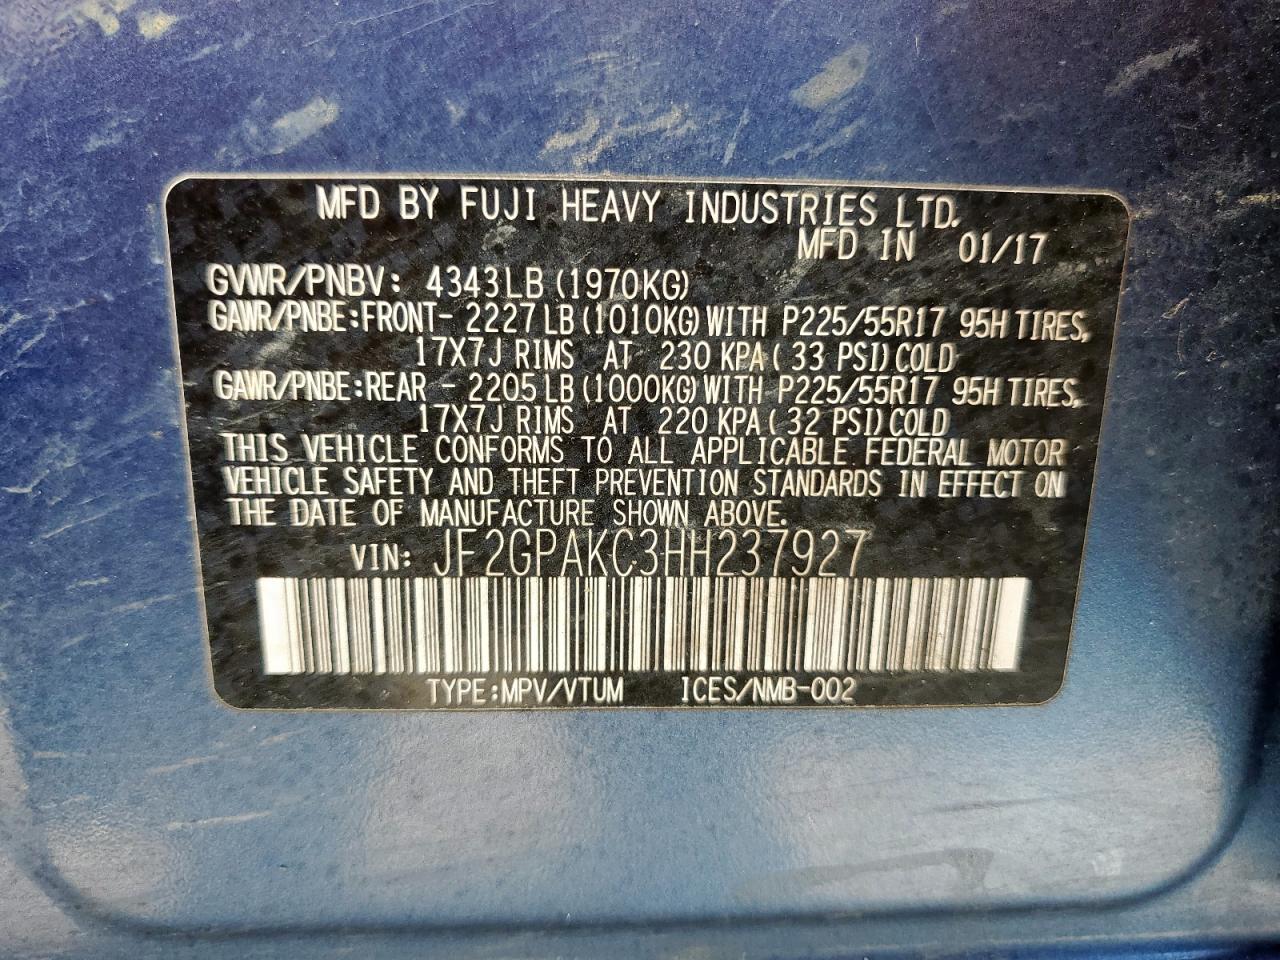 MFD BY FUJI HEAVY INDUSTRIES LTD.
MFD IN 01/17
GVWR/PNBV: 4343LB (1970KG)
GAWR/PNBE:FRONT- 2227LB (1010KG) WITH P225/55R17 95H TIRES,
17X7J RIMS AT 230 KPA ( 33 PSI) COLD
GAWR/PNBE:REAR - 2205LB (1000KG) WITH P225/55R17 95H TIRES,
17X7J RIMS AT 220 KPA ( 32 PSI) COLD
THIS VEHICLE CONFORMS TO ALL APPLICABLE FEDERAL MOTOR
VEHICLE SAFETY AND THEFT PREVENTION STANDARDS IN EFFECT ON
THE DATE OF MANUFACTURE SHOWN ABOVE.
VIN: JF2GPAKC3HH237927
TYPE:MPV/VTUM ICES/NMB-002